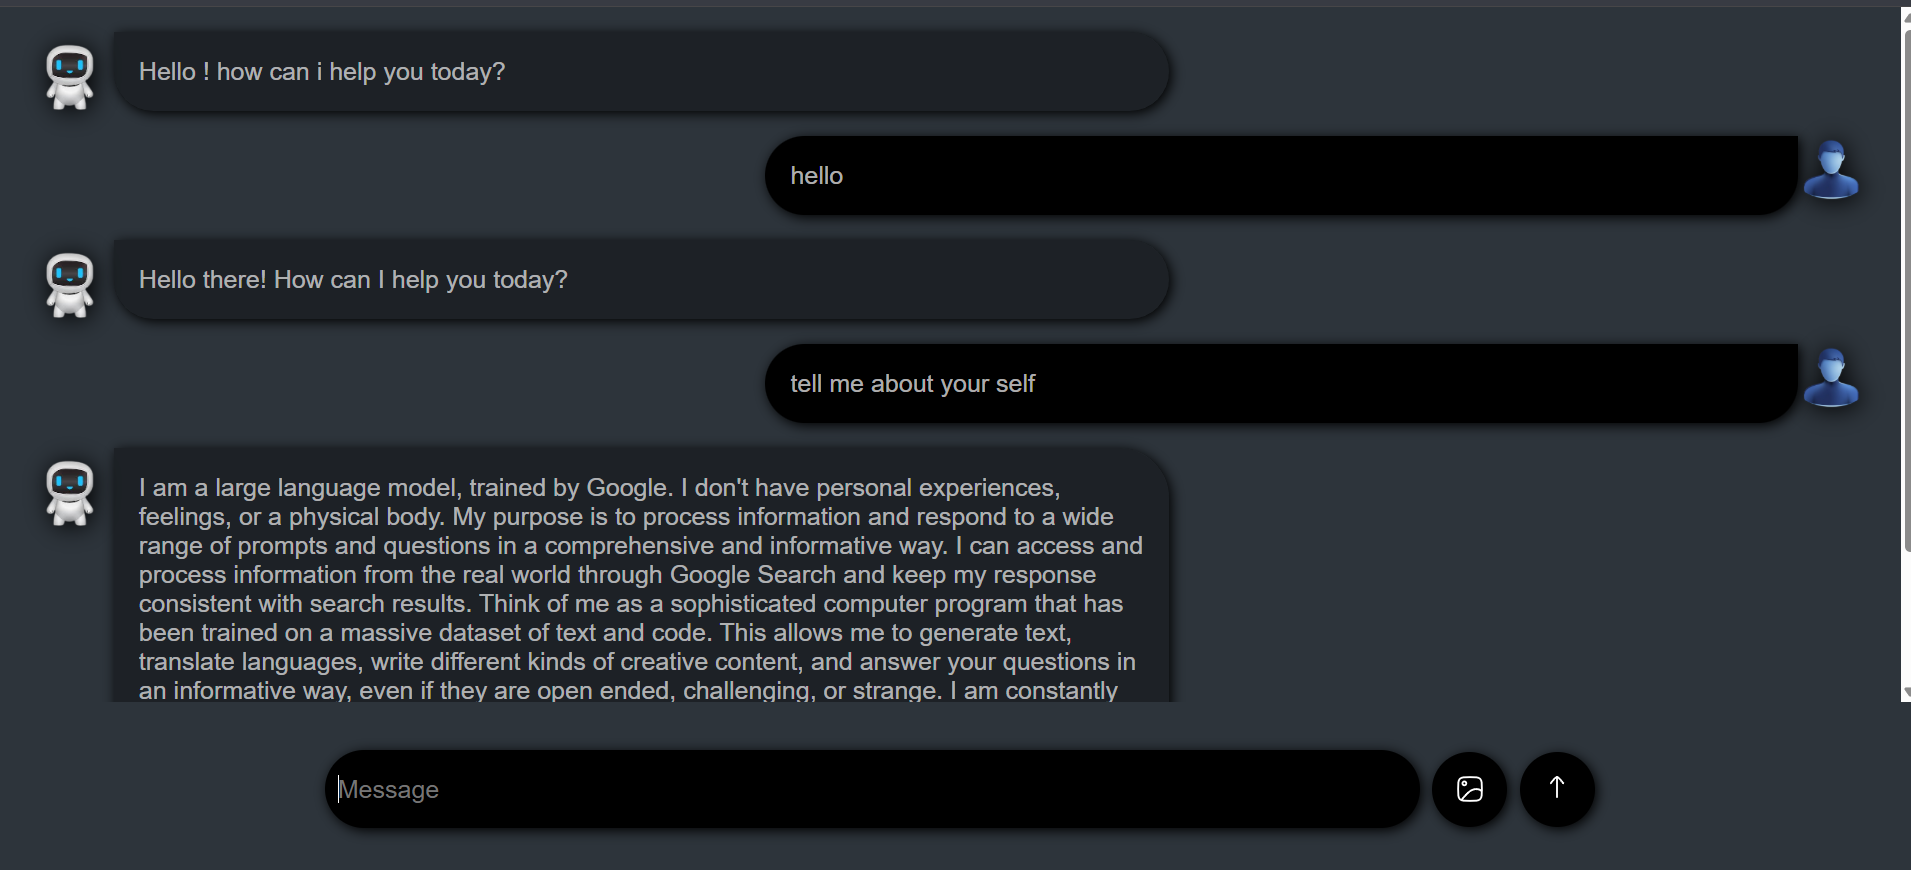 Hello ! how can i help you today?
hello
Hello there! How can I help you today?
tell me about your self
I am a large language model, trained by Google. I don't have personal experiences,
feelings, or a physical body. My purpose is to process information and respond to a wide
range of prompts and questions in a comprehensive and informative way. I can access and
process information from the real world through Google Search and keep my response
consistent with search results. Think of me as a sophisticated computer program that has
been trained on a massive dataset of text and code. This allows me to generate text,
translate languages, write different kinds of creative content, and answer your questions in
an informative way, even if they are open ended, challenging, or strange. I am constantly
Message